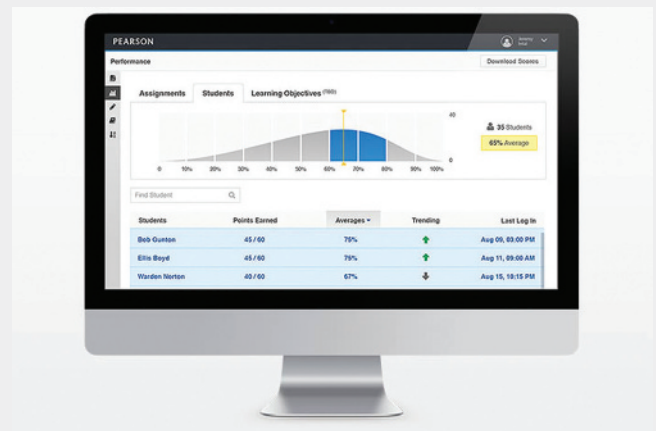 PEARSON
Performance
Download Scores
Assignments Students Learning Objectives
40
35 Students
65% Average
0
0 10% 20% 30% 40% 50% 60% 70% 80% 90% 100%
Find Student
Students Points Earned Averages Trending Last Log In
Bob Gunton 45 / 60 75% Aug 09, 03:00 PM
Ellis Boyd 45 / 60 75% Aug 11, 09:00 AM
Warden Norton 40 / 60 67% Aug 15, 10:15 PM